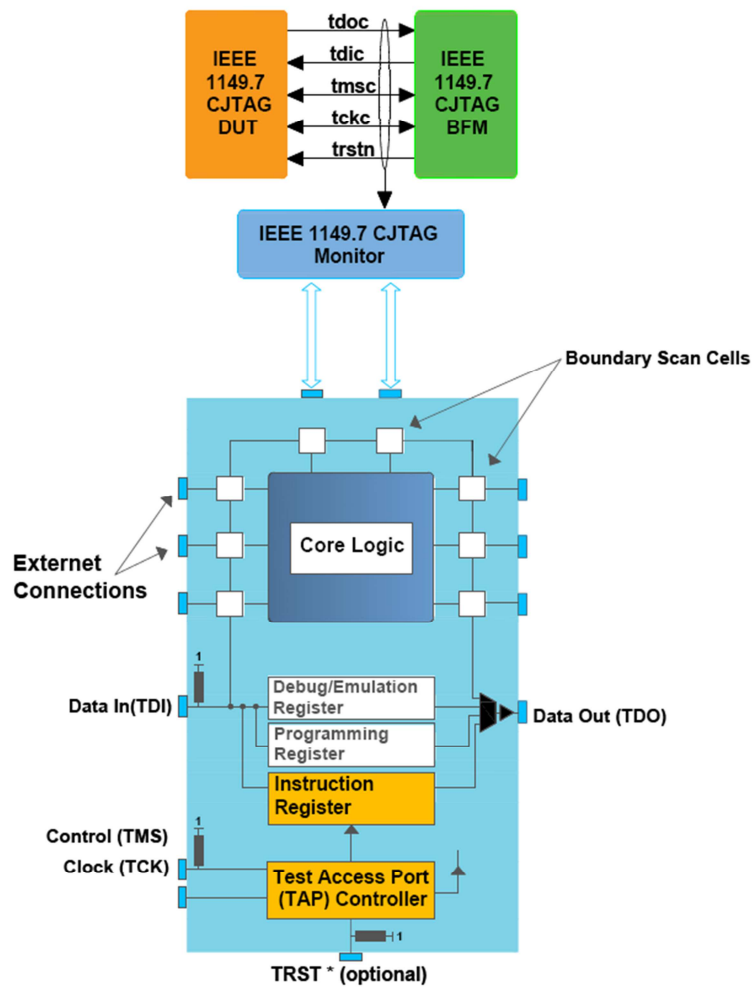 tdoc
IEEE
1149.7
CJTAG
DUT
tdic
tmsc
tckc
trstn
IEEE
1149.7
CJTAG
BFM
IEEE 1149.7 CJTAG
Monitor
Boundary Scan Cells
Core Logic
Externet
Connections
1
Data In(TDI)
Debug/Emulation
Register
Programming
Register
Data Out (TDO)
Instruction
Register
1
Control (TMS)
Clock (TCK)
Test Access Port
(TAP) Controller
1
TRST * (optional)